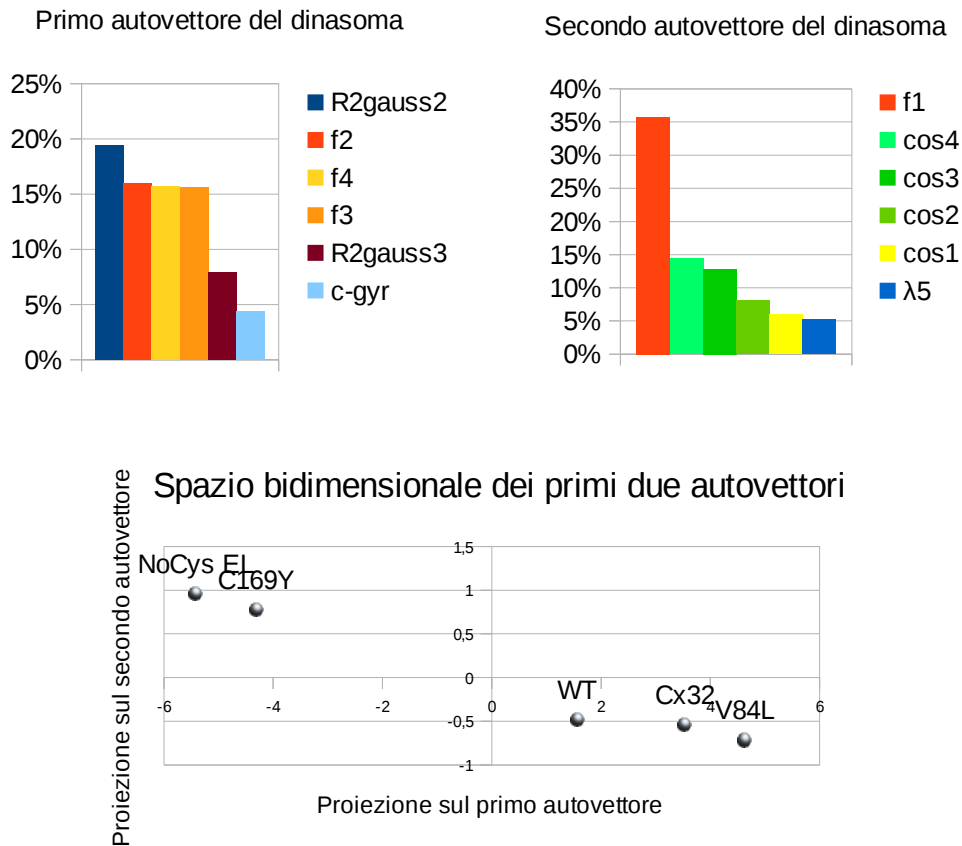 Primo autovettore del dinasoma
25%
20%
15%
10%
5%
0%
R2gauss2
f2
f4
f3
R2gauss3
c-gyr
Secondo autovettore del dinasoma
40%
35%
30%
25%
20%
15%
10%
5%
0%
f1
cos4
cos3
cos2
cos1
λ5
Spazio bidimensionale dei primi due autovettori
Proiezione sul secondo autovettore
1,5
1
0,5
0
-0,5
-1
-6
-4
-2
0
2
4
6
NoCys EL
C169Y
WT
Cx32
V84L
Proiezione sul primo autovettore